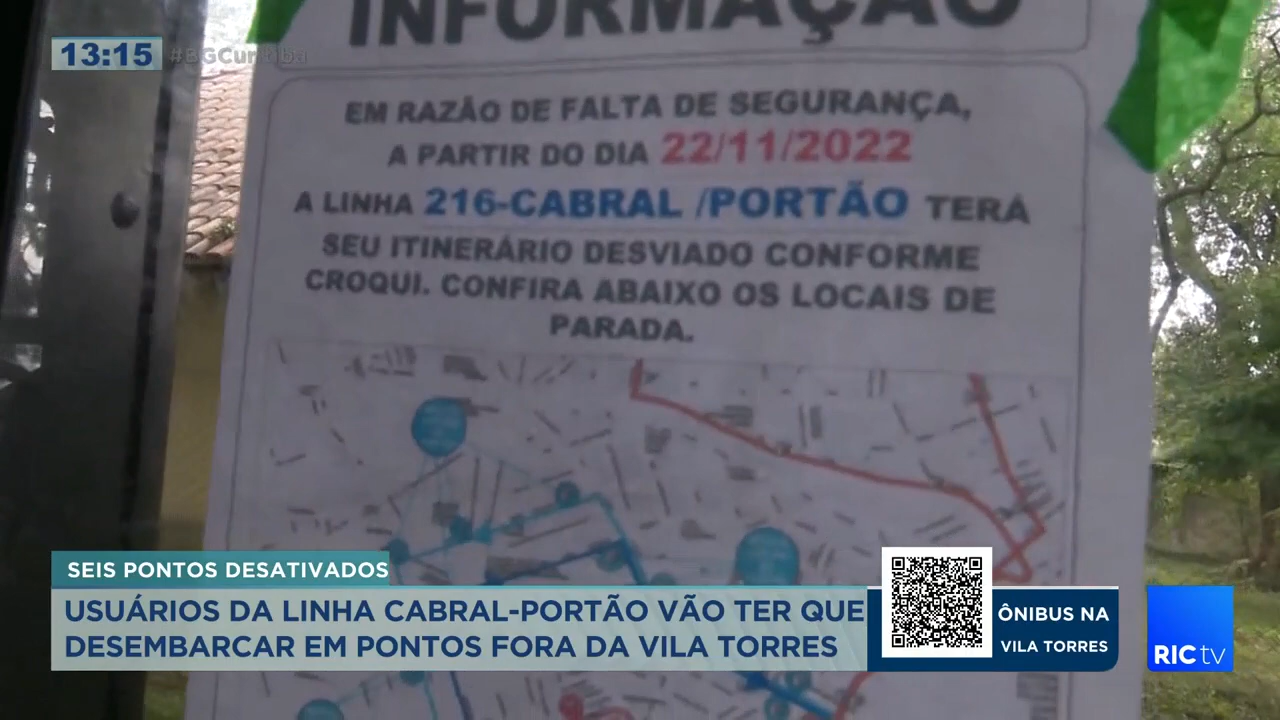 INFORMAÇÃO
13:15 #BGCuritiba
EM RAZÃO DE FALTA DE SEGURANÇA,
A PARTIR DO DIA 22/11/2022
A LINHA 216-CABRAL /PORTÃO TERÁ
SEU ITINERÁRIO DESVIADO CONFORME
CROQUI. CONFIRA ABAIXO OS LOCAIS DE
PARADA.
SEIS PONTOS DESATIVADOS
USUÁRIOS DA LINHA CABRAL-PORTÃO VÃO TER QUE
DESEMBARCAR EM PONTOS FORA DA VILA TORRES
ÔNIBUS NA
VILA TORRES
RIC tv